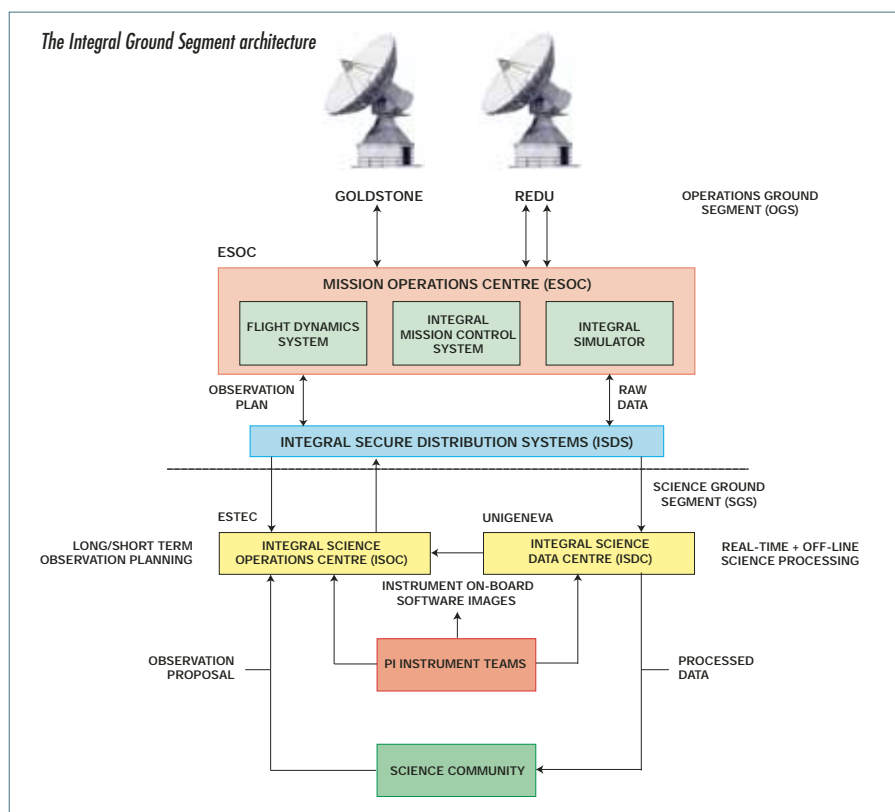 The Integral Ground Segment architecture
GOLDSTONE
REDU
OPERATIONS GROUND
SEGMENT (OGS)
ESOC
MISSION OPERATIONS CENTRE (ESOC)
FLIGHT DYNAMICS
SYSTEM
INTEGRAL
MISSION CONTROL
SYSTEM
INTEGRAL
SIMULATOR
OBSERVATION
PLAN
RAW
DATA
INTEGRAL SECURE DISTRIBUTION SYSTEMS (ISDS)
SCIENCE GROUND
SEGMENT (SGS)
ESTEC
UNIGENEVA
LONG/SHORT TERM
OBSERVATION PLANNING
INTEGRAL SCIENCE
OPERATIONS CENTRE (ISOC)
INTEGRAL SCIENCE
DATA CENTRE (ISDC)
REAL-TIME + OFF-LINE
SCIENCE PROCESSING
INSTRUMENT ON-BOARD
SOFTWARE IMAGES
PI INSTRUMENT TEAMS
OBSERVATION
PROPOSAL
PROCESSED
DATA
SCIENCE COMMUNITY